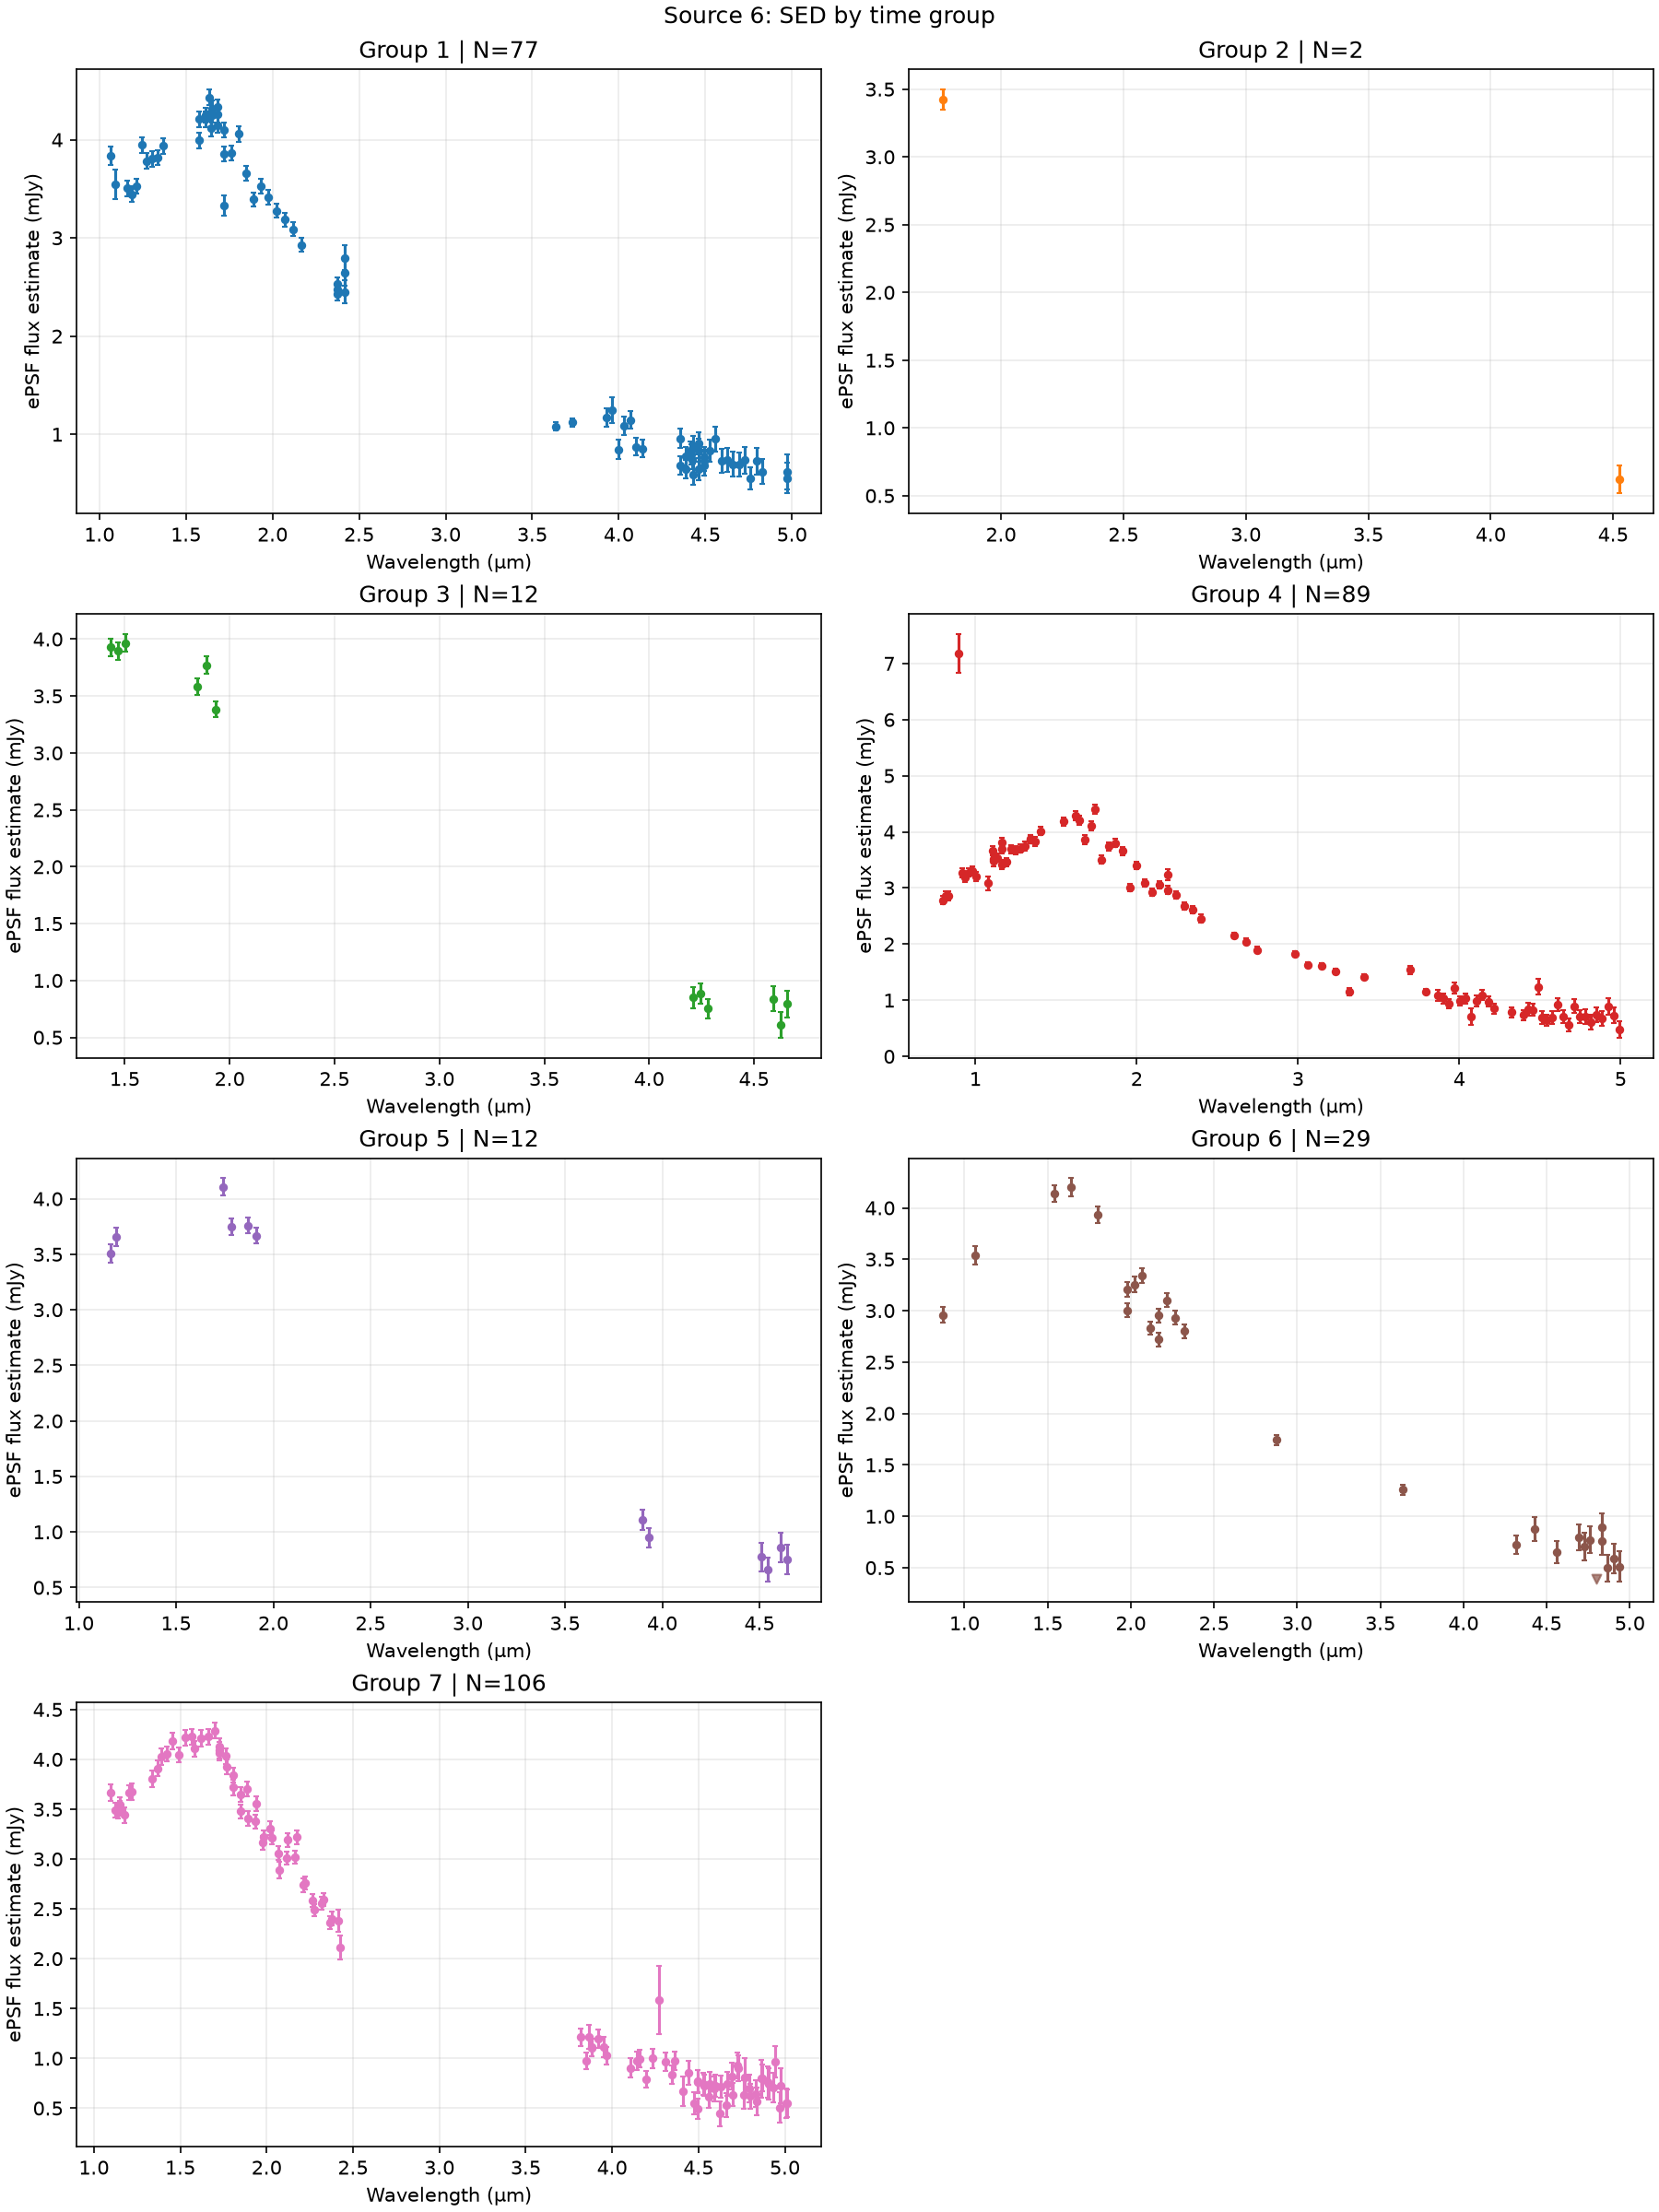 Source 6: SED by time group
Group 1 | N=77
ePSF flux estimate (mJy)
4
3
2
1
1.0 1.5 2.0 2.5 3.0 3.5 4.0 4.5 5.0
Wavelength (µm)
Group 2 | N=2
ePSF flux estimate (mJy)
3.5
3.0
2.5
2.0
1.5
1.0
0.5
2.0 2.5 3.0 3.5 4.0 4.5
Wavelength (µm)
Group 3 | N=12
ePSF flux estimate (mJy)
4.0
3.5
3.0
2.5
2.0
1.5
1.0
0.5
1.5 2.0 2.5 3.0 3.5 4.0 4.5
Wavelength (µm)
Group 4 | N=89
ePSF flux estimate (mJy)
7
6
5
4
3
2
1
0
1 2 3 4 5
Wavelength (µm)
Group 5 | N=12
ePSF flux estimate (mJy)
4.0
3.5
3.0
2.5
2.0
1.5
1.0
0.5
1.0 1.5 2.0 2.5 3.0 3.5 4.0 4.5
Wavelength (µm)
Group 6 | N=29
ePSF flux estimate (mJy)
4.0
3.5
3.0
2.5
2.0
1.5
1.0
0.5
1.0 1.5 2.0 2.5 3.0 3.5 4.0 4.5 5.0
Wavelength (µm)
Group 7 | N=106
ePSF flux estimate (mJy)
4.5
4.0
3.5
3.0
2.5
2.0
1.5
1.0
0.5
1.0 1.5 2.0 2.5 3.0 3.5 4.0 4.5 5.0
Wavelength (µm)